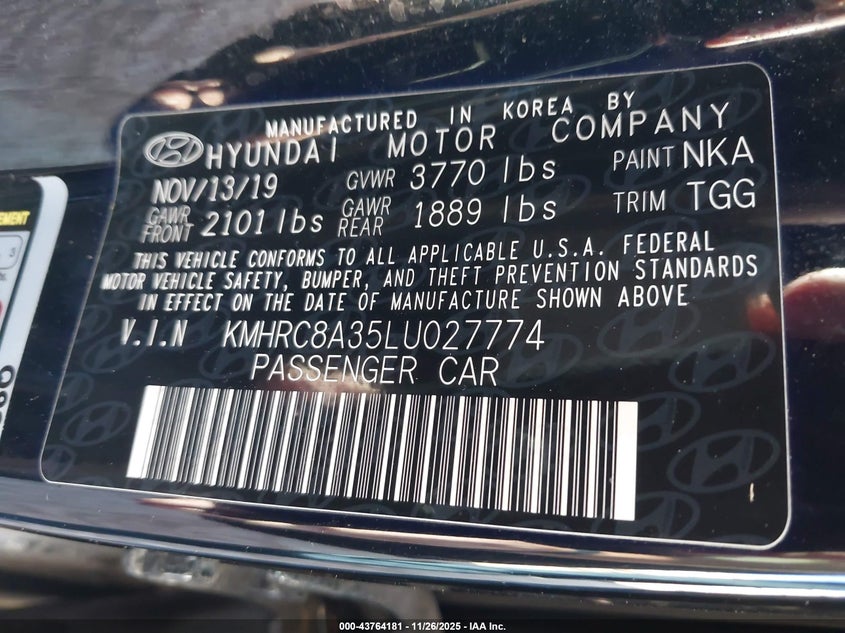 MANUFACTURED IN KOREA BY
HYUNDAI MOTOR COMPANY
NOV/13/19 GVWR 3770 lbs PAINT NKA
GAWR FRONT 2101 lbs GAWR REAR 1889 lbs TRIM TGG
THIS VEHICLE CONFORMS TO ALL APPLICABLE U.S.A. FEDERAL
MOTOR VEHICLE SAFETY, BUMPER, AND THEFT PREVENTION STANDARDS
IN EFFECT ON THE DATE OF MANUFACTURE SHOWN ABOVE
V.I.N KMHRC8A35LU027774
PASSENGER CAR
000-43764181 - 11/26/2025 - IAA Inc.